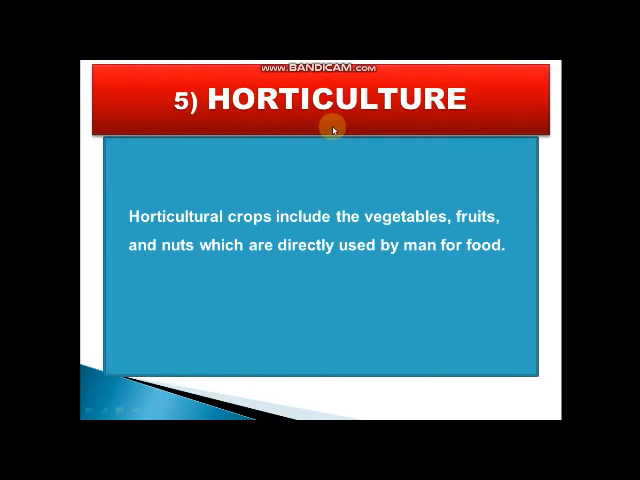 www.BANDICAM.com
5) HORTICULTURE
Horticultural crops include the vegetables, fruits,
and nuts which are directly used by man for food.